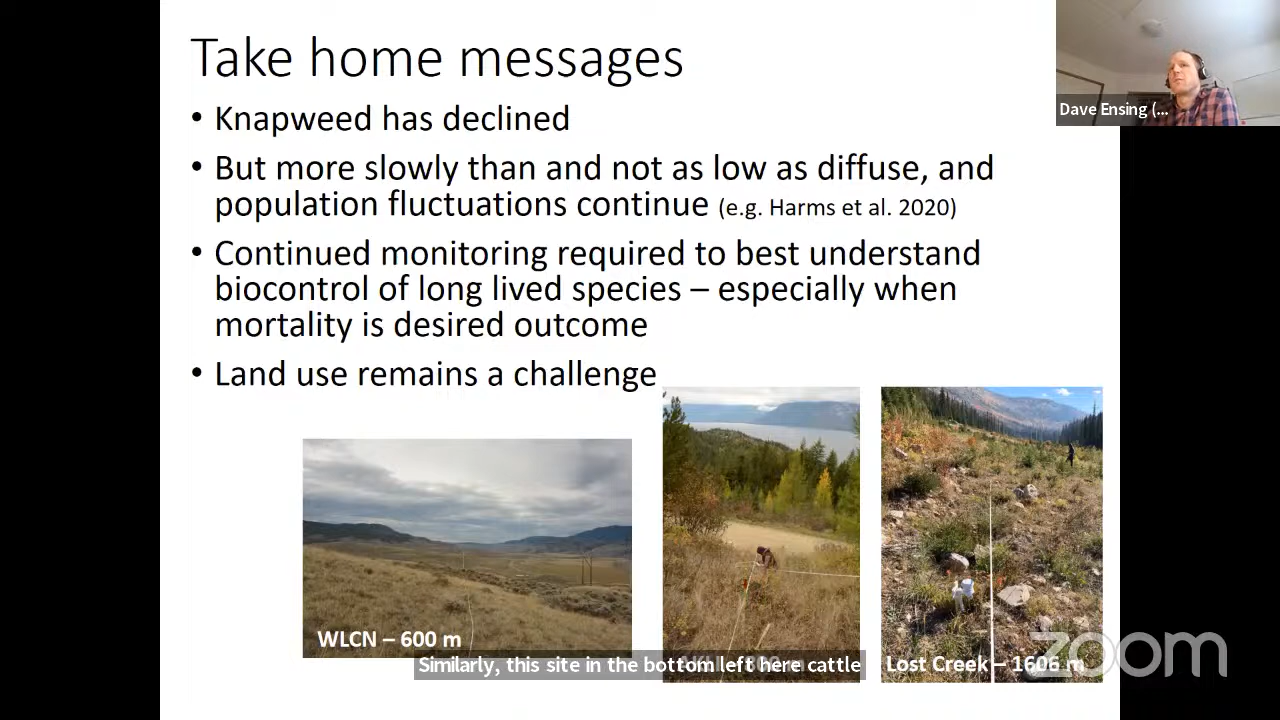 Take home messages
Dave Ensing (...
• Knapweed has declined
• But more slowly than and not as low as diffuse, and
population fluctuations continue (e.g. Harms et al. 2020)
• Continued monitoring required to best understand
biocontrol of long lived species – especially when
mortality is desired outcome
• Land use remains a challenge
WLCN – 600 m
Similarly, this site in the bottom left here cattle
Lost Creek – 1606 m
zoom